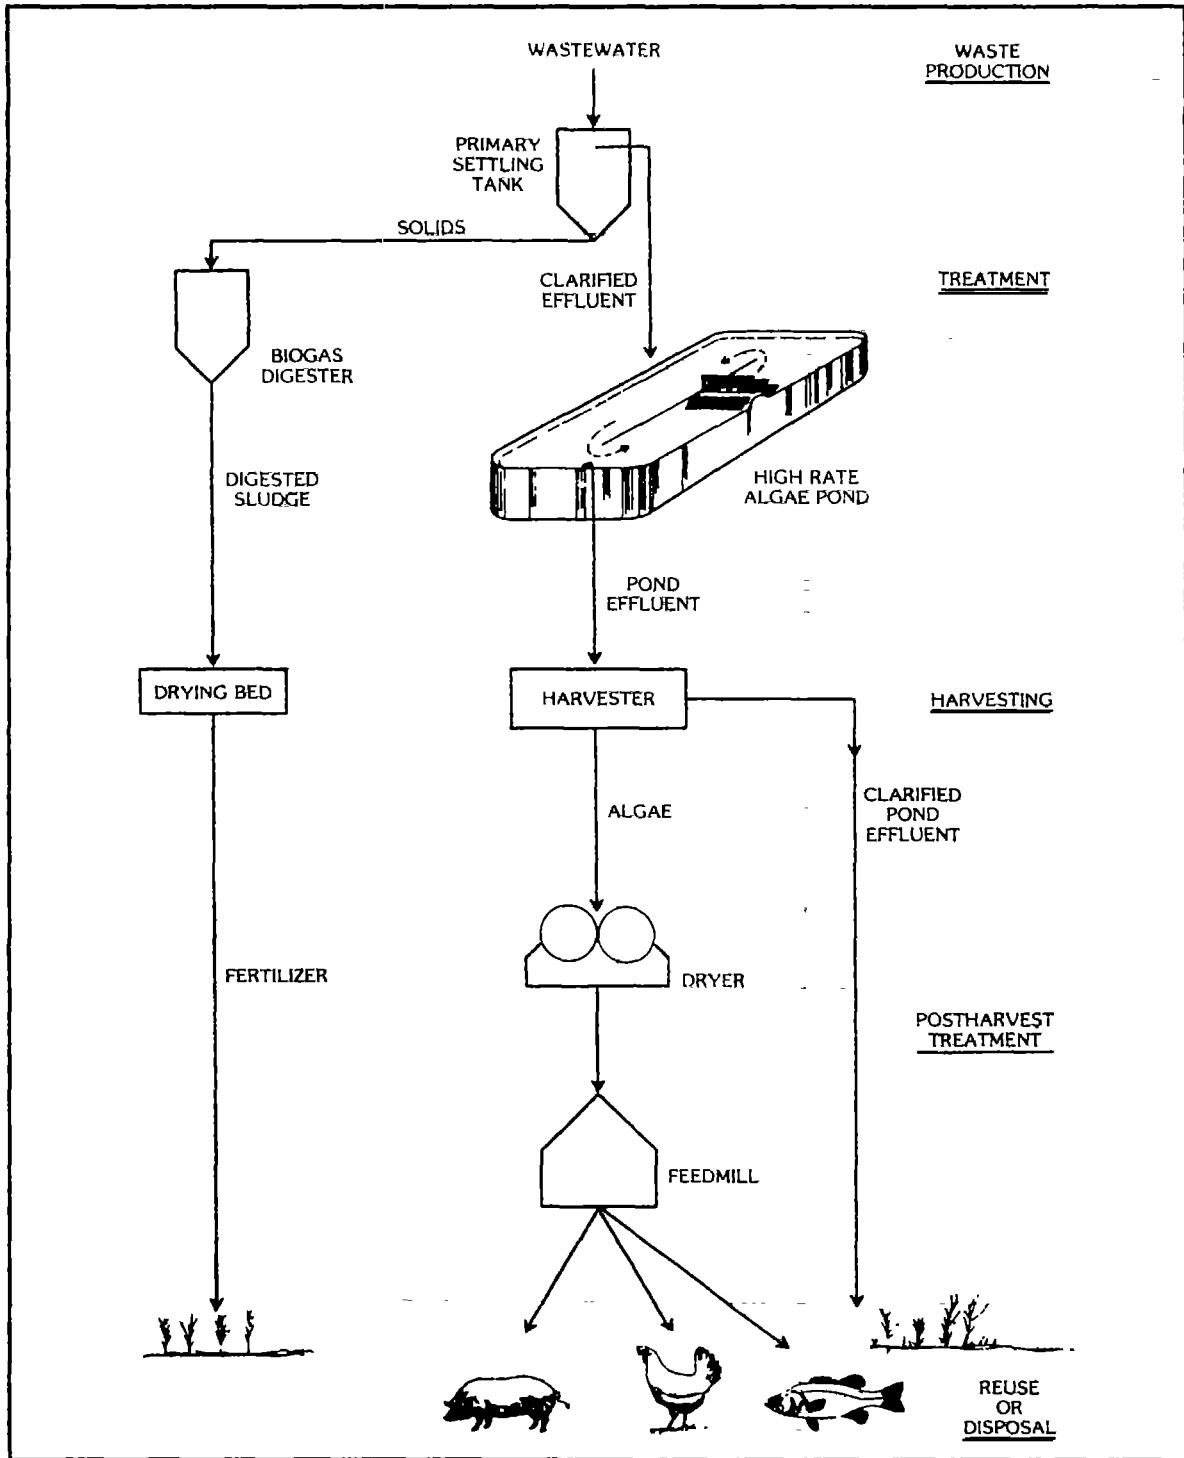 WASTEWATER
WASTE
PRODUCTION
PRIMARY
SETTLING
TANK
SOLIDS
CLARIFIED
EFFLUENT
TREATMENT
BIOGAS
DIGESTER
DIGESTED
SLUDGE
HIGH RATE
ALGAE POND
POND
EFFLUENT
DRYING BED
HARVESTER
HARVESTING
ALGAE
CLARIFIED
POND
EFFLUENT
FERTILIZER
DRYER
POSTHARVEST
TREATMENT
FEEDMILL
REUSE
OR
DISPOSAL